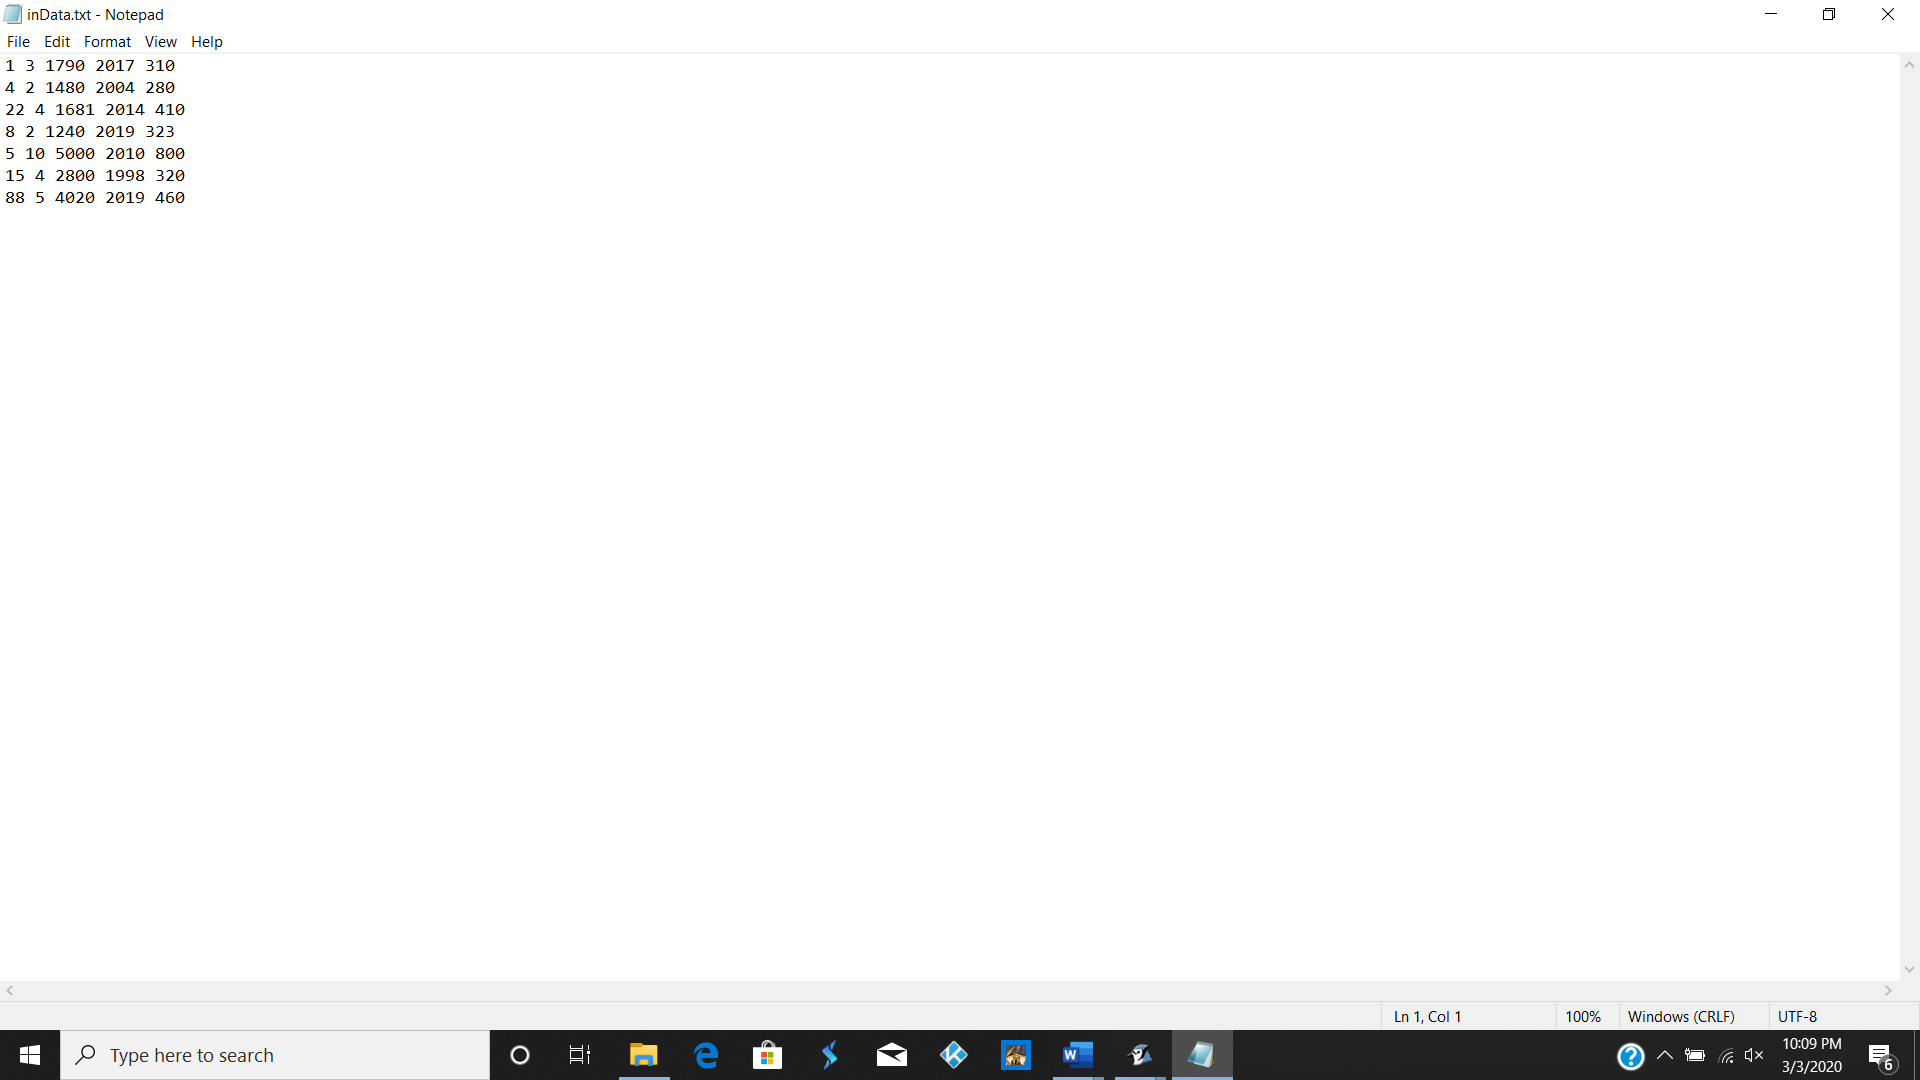 inData.txt - Notepad
File Edit Format View Help
1 3 1790 2017 310
4 2 1480 2004 280
22 4 1681 2014 410
8 2 1240 2019 323
5 10 5000 2010 800
15 4 2800 1998 320
88 5 4020 2019 460
Ln 1, Col 1 100% Windows (CRLF) UTF-8
Type here to search
W
10:09 PM
3/3/2020
6